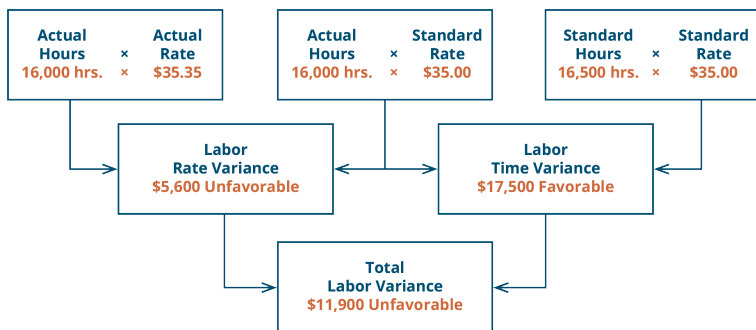 Actual Actual
Hours × Rate
16,000 hrs. × $35.35
Actual Standard
Hours × Rate
16,000 hrs. × $35.00
Standard Standard
Hours × Rate
16,500 hrs. × $35.00
Labor
Rate Variance
$5,600 Unfavorable
Labor
Time Variance
$17,500 Favorable
Total
Labor Variance
$11,900 Unfavorable